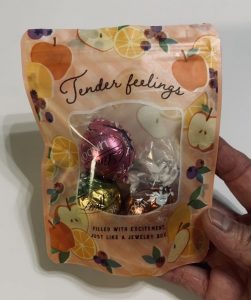 Tender feelings
FILLED WITH EXCITEMENT,
JUST LIKE A JEWELRY BOX.